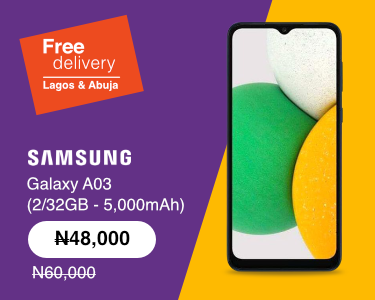 Free
delivery
Lagos & Abuja
SAMSUNG
Galaxy A03
(2/32GB - 5,000mAh)
₦48,000
₦60,000